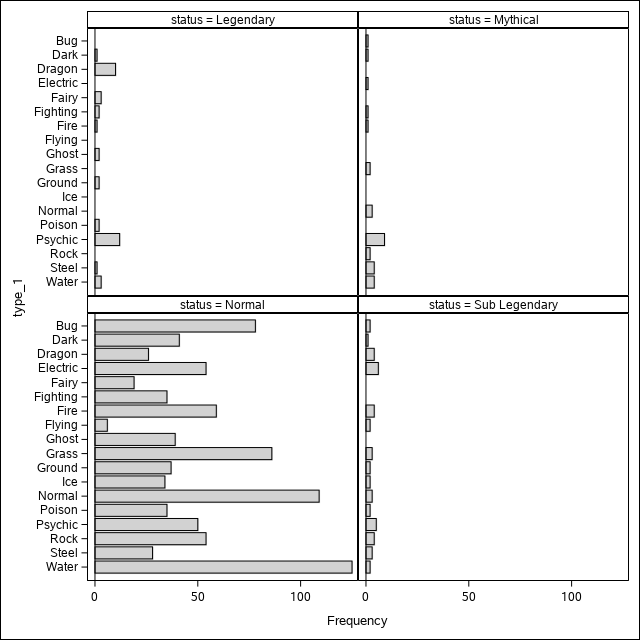 status = Legendary
status = Mythical
Bug
Dark
Dragon
Electric
Fairy
Fighting
Fire
Flying
Ghost
Grass
Ground
Ice
Normal
Poison
Psychic
Rock
Steel
Water
type_1
status = Normal
status = Sub Legendary
Bug
Dark
Dragon
Electric
Fairy
Fighting
Fire
Flying
Ghost
Grass
Ground
Ice
Normal
Poison
Psychic
Rock
Steel
Water
0 50 100 0 50 100
Frequency